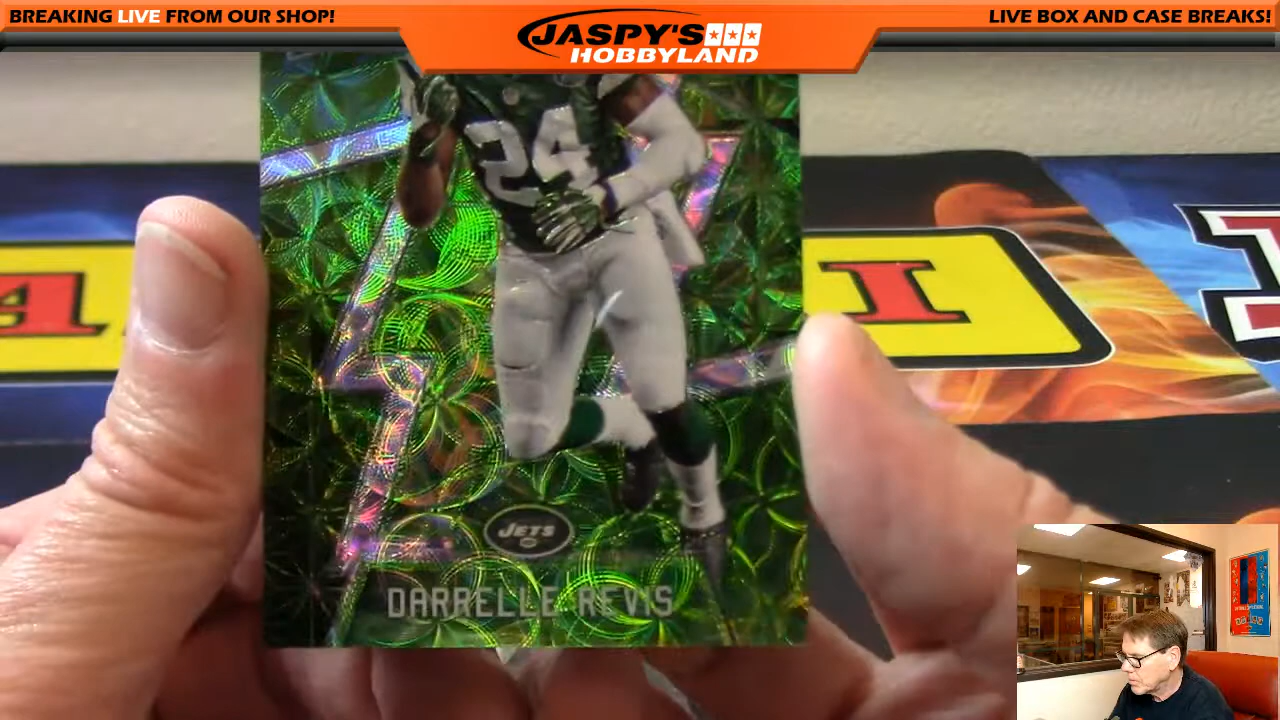 BREAKING LIVE FROM OUR SHOP!
JASPY'S
HOBBYLAND
LIVE BOX AND CASE BREAKS!
24
A
I
JETS
DARRELLE REVIS